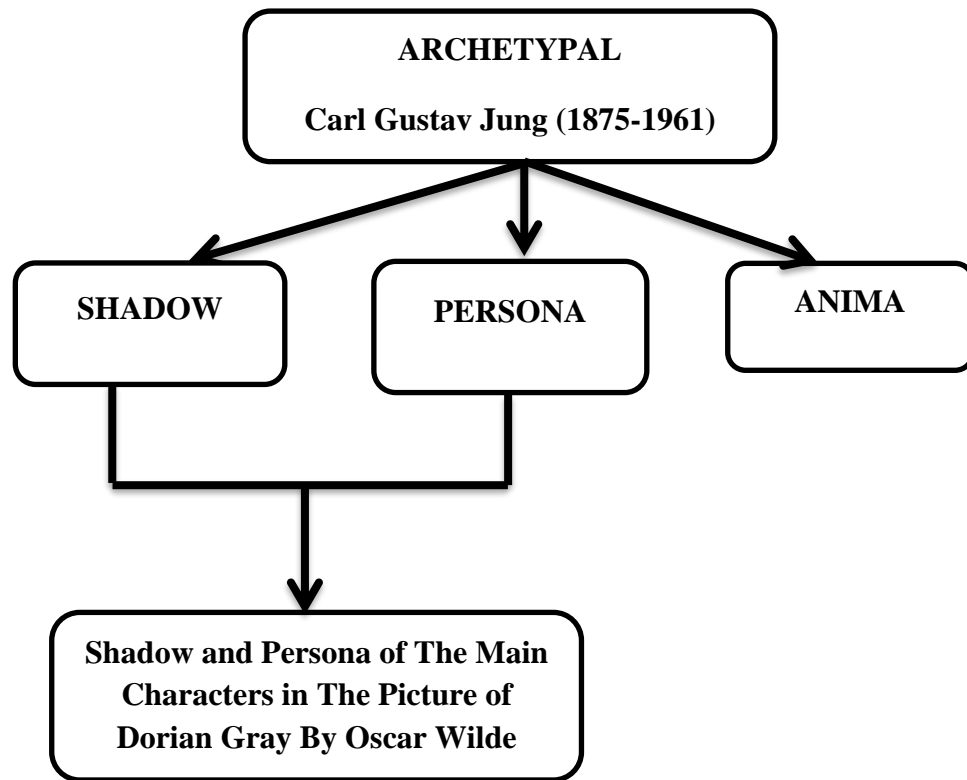 ARCHETYPAL
Carl Gustav Jung (1875-1961)
SHADOW
PERSONA
ANIMA
Shadow and Persona of The Main
Characters in The Picture of
Dorian Gray By Oscar Wilde